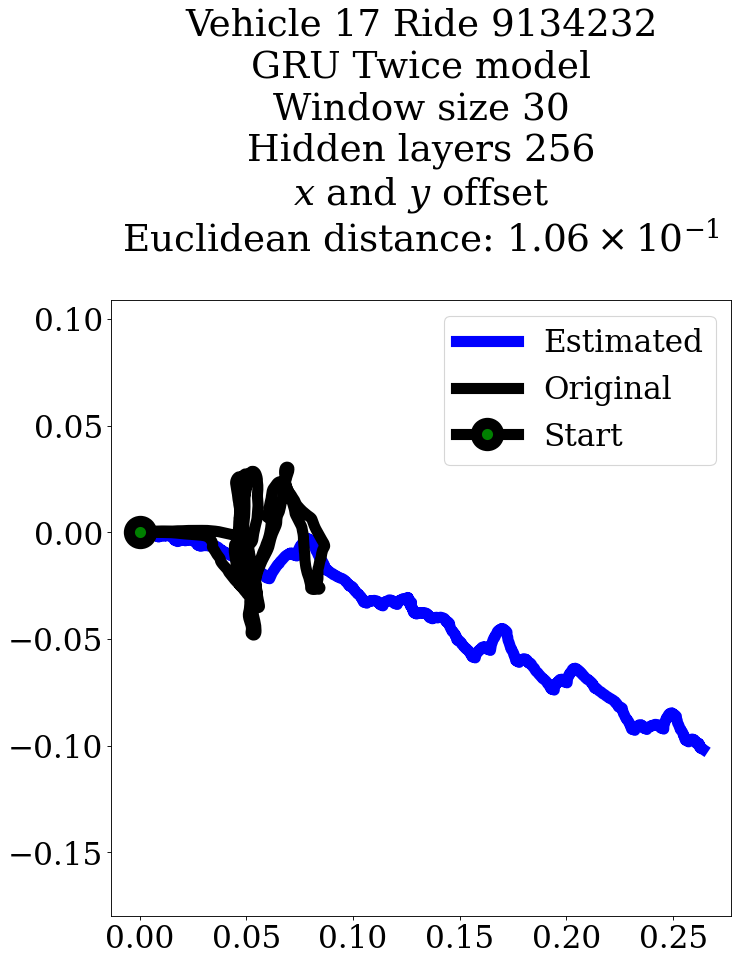 Vehicle 17 Ride 9134232
GRU Twice model
Window size 30
Hidden layers 256
x and y offset
Euclidean distance: 1.06 × 10⁻¹
Estimated
Original
Start
0.10
0.05
0.00
−0.05
−0.10
−0.15
0.00 0.05 0.10 0.15 0.20 0.25